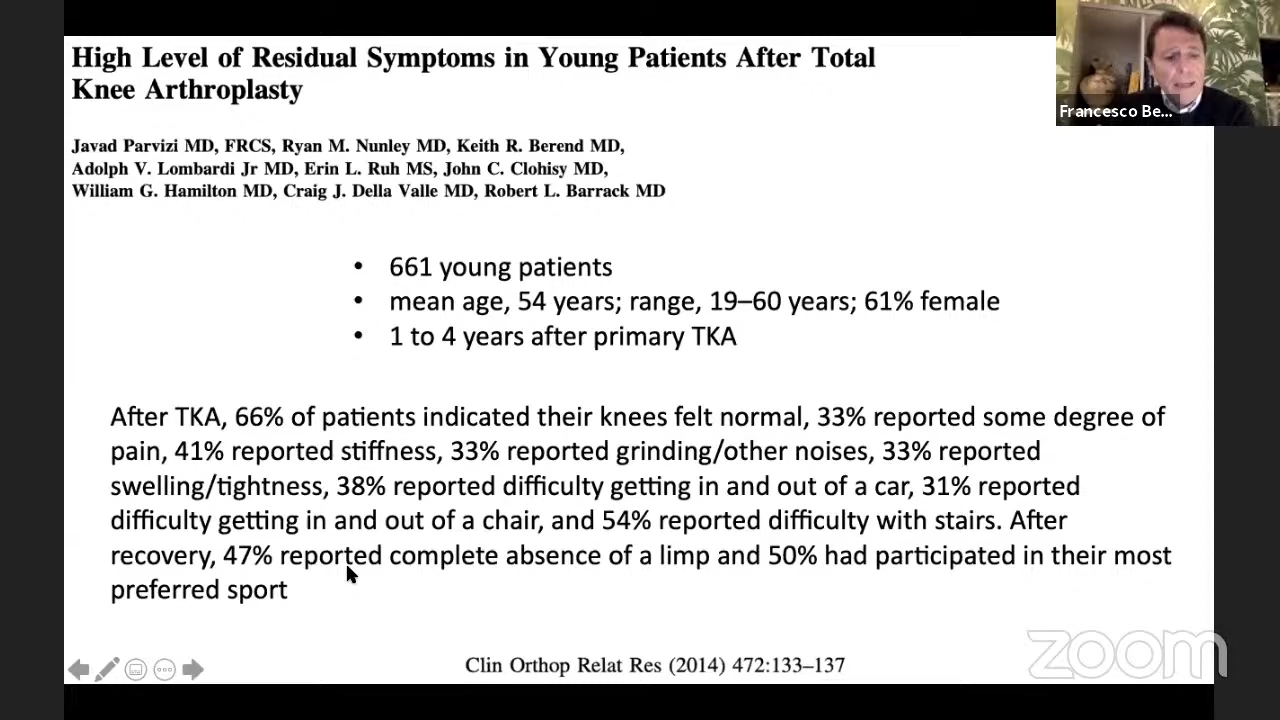 High Level of Residual Symptoms in Young Patients After Total
Knee Arthroplasty
Francesco Be...
Javad Parvizi MD, FRCS, Ryan M. Nunley MD, Keith R. Berend MD,
Adolph V. Lombardi Jr MD, Erin L. Ruh MS, John C. Clohisy MD,
William G. Hamilton MD, Craig J. Della Valle MD, Robert L. Barrack MD
• 661 young patients
• mean age, 54 years; range, 19–60 years; 61% female
• 1 to 4 years after primary TKA
After TKA, 66% of patients indicated their knees felt normal, 33% reported some degree of
pain, 41% reported stiffness, 33% reported grinding/other noises, 33% reported
swelling/tightness, 38% reported difficulty getting in and out of a car, 31% reported
difficulty getting in and out of a chair, and 54% reported difficulty with stairs. After
recovery, 47% reported complete absence of a limp and 50% had participated in their most
preferred sport
Clin Orthop Relat Res (2014) 472:133–137
zoom